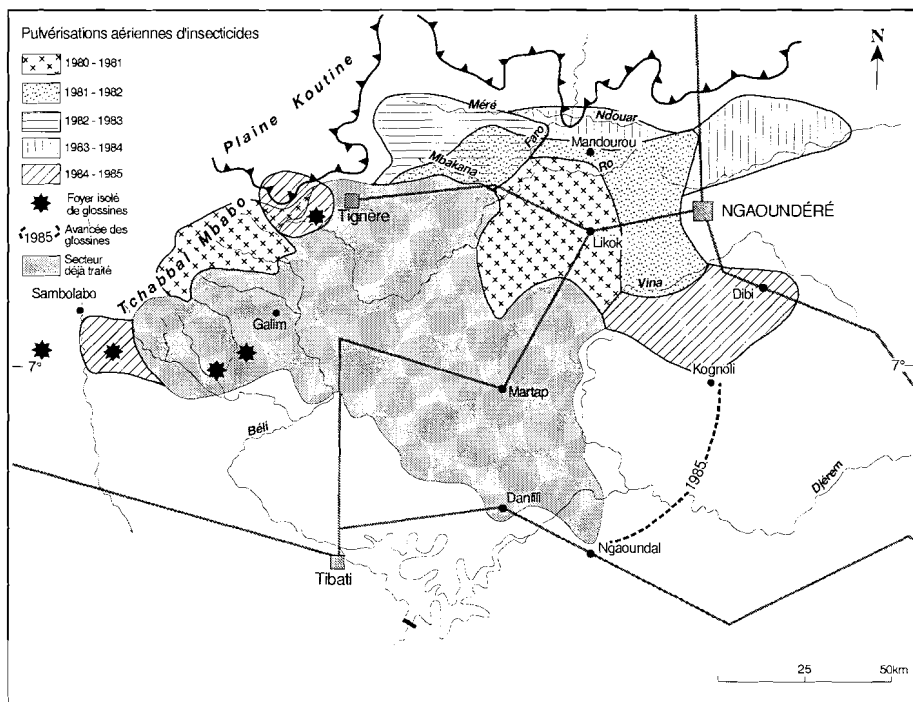 Pulvérisations aériennes d'insecticides
1980 - 1981
1981 - 1982
1982 - 1983
1983 - 1984
1984 - 1985
Foyer isolé
de glossines
1985
Avancée des
glossines
Secteur
déjà traité
N
Plaine Koutine
Méré
Ndouar
Faro
Mandourou
Mbakana
Ro
Tignère
NGAOUNDÉRÉ
Tchabbal Mbabo
Likok
Sambolabo
Vina
Dibi
Galim
7°
7°
Kognoli
Martap
Béli
1985
Djérem
Danfili
Ngaoundal
Tibati
25
50km